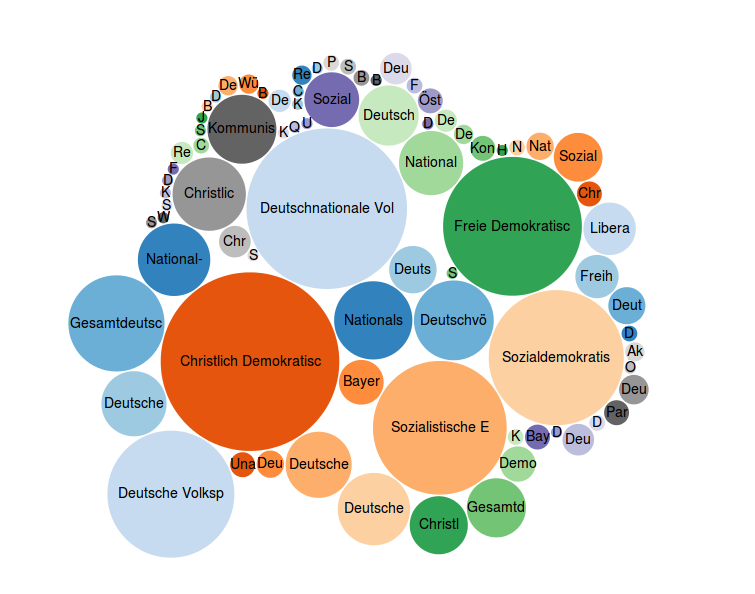 Deu
P
S
D
Re
B
B
F
De
Wü
B
C
Öst
D
De
Sozial
K
B
Deutsch
De
J
Kommunis
Q
U
D
S
K
De
C
Re
Kon
H
N
Nat
Sozial
National
F
D
K
Christlic
Chr
S
W
S
Deutschnationale Vol
Freie Demokratisc
Libera
Chr
S
National-
Deuts
S
Freih
Deut
Gesamtdeutsc
Nationals
Deutschvö
D
Ak
Sozialdemokratis
Christlich Demokratisc
O
Bayer
Deu
Deutsche
Par
D
Sozialistische E
K
Bay
D
Deu
Una
Deu
Deutsche
Demo
Deutsche Volksp
Deutsche
Gesamtd
Christl